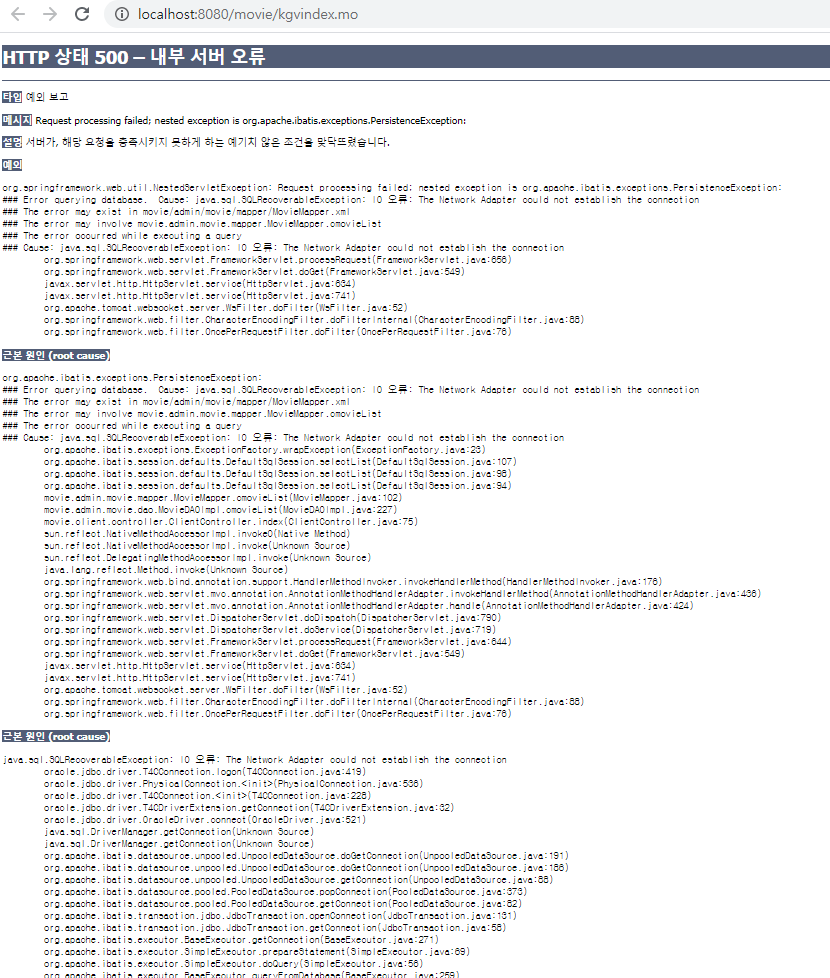 localhost:8080/movie/kgvindex.mo
HTTP 상태 500 – 내부 서버 오류
타입 예외 보고
메시지 Request processing failed; nested exception is org.apache.ibatis.exceptions.PersistenceException:
설명 서버가, 해당 요청을 충족시키지 못하게 하는 예기치 않은 조건을 맞닥뜨렸습니다.
예외
org.springframework.web.util.NestedServletException: Request processing failed; nested exception is org.apache.ibatis.exceptions.PersistenceException:
### Error querying database.  Cause: java.sql.SQLRecoverableException: IO 오류: The Network Adapter could not establish the connection
### The error may exist in movie/admin/movie/mapper/MovieMapper.xml
### The error may involve movie.admin.movie.mapper.MovieMapper.omovieList
### The error occurred while executing a query
### Cause: java.sql.SQLRecoverableException: IO 오류: The Network Adapter could not establish the connection
org.springframework.web.servlet.FrameworkServlet.processRequest(FrameworkServlet.java:656)
org.springframework.web.servlet.FrameworkServlet.doGet(FrameworkServlet.java:549)
javax.servlet.http.HttpServlet.service(HttpServlet.java:634)
javax.servlet.http.HttpServlet.service(HttpServlet.java:741)
org.apache.tomcat.websocket.server.WsFilter.doFilter(WsFilter.java:52)
org.springframework.web.filter.CharacterEncodingFilter.doFilterInternal(CharacterEncodingFilter.java:88)
org.springframework.web.filter.OncePerRequestFilter.doFilter(OncePerRequestFilter.java:76)
근본 원인 (root cause)
org.apache.ibatis.exceptions.PersistenceException:
### Error querying database.  Cause: java.sql.SQLRecoverableException: IO 오류: The Network Adapter could not establish the connection
### The error may exist in movie/admin/movie/mapper/MovieMapper.xml
### The error may involve movie.admin.movie.mapper.MovieMapper.omovieList
### The error occurred while executing a query
### Cause: java.sql.SQLRecoverableException: IO 오류: The Network Adapter could not establish the connection
org.apache.ibatis.exceptions.ExceptionFactory.wrapException(ExceptionFactory.java:23)
org.apache.ibatis.session.defaults.DefaultSqlSession.selectList(DefaultSqlSession.java:107)
org.apache.ibatis.session.defaults.DefaultSqlSession.selectList(DefaultSqlSession.java:98)
org.apache.ibatis.session.defaults.DefaultSqlSession.selectList(DefaultSqlSession.java:94)
movie.admin.movie.mapper.MovieMapper.omovieList(MovieMapper.java:102)
movie.admin.movie.dao.MovieDAOImpl.omovieList(MovieDAOImpl.java:227)
movie.client.controller.ClientController.index(ClientController.java:75)
sun.reflect.NativeMethodAccessorImpl.invoke0(Native Method)
sun.reflect.NativeMethodAccessorImpl.invoke(Unknown Source)
sun.reflect.DelegatingMethodAccessorImpl.invoke(Unknown Source)
java.lang.reflect.Method.invoke(Unknown Source)
org.springframework.web.bind.annotation.support.HandlerMethodInvoker.invokeHandlerMethod(HandlerMethodInvoker.java:176)
org.springframework.web.servlet.mvc.annotation.AnnotationMethodHandlerAdapter.invokeHandlerMethod(AnnotationMethodHandlerAdapter.java:436)
org.springframework.web.servlet.mvc.annotation.AnnotationMethodHandlerAdapter.handle(AnnotationMethodHandlerAdapter.java:424)
org.springframework.web.servlet.DispatcherServlet.doDispatch(DispatcherServlet.java:790)
org.springframework.web.servlet.DispatcherServlet.doService(DispatcherServlet.java:719)
org.springframework.web.servlet.FrameworkServlet.processRequest(FrameworkServlet.java:644)
org.springframework.web.servlet.FrameworkServlet.doGet(FrameworkServlet.java:549)
javax.servlet.http.HttpServlet.service(HttpServlet.java:634)
javax.servlet.http.HttpServlet.service(HttpServlet.java:741)
org.apache.tomcat.websocket.server.WsFilter.doFilter(WsFilter.java:52)
org.springframework.web.filter.CharacterEncodingFilter.doFilterInternal(CharacterEncodingFilter.java:88)
org.springframework.web.filter.OncePerRequestFilter.doFilter(OncePerRequestFilter.java:76)
근본 원인 (root cause)
java.sql.SQLRecoverableException: IO 오류: The Network Adapter could not establish the connection
oracle.jdbc.driver.T4CConnection.logon(T4CConnection.java:419)
oracle.jdbc.driver.PhysicalConnection.<init>(PhysicalConnection.java:536)
oracle.jdbc.driver.T4CConnection.<init>(T4CConnection.java:228)
oracle.jdbc.driver.T4CDriverExtension.getConnection(T4CDriverExtension.java:32)
oracle.jdbc.driver.OracleDriver.connect(OracleDriver.java:521)
java.sql.DriverManager.getConnection(Unknown Source)
java.sql.DriverManager.getConnection(Unknown Source)
org.apache.ibatis.datasource.unpooled.UnpooledDataSource.doGetConnection(UnpooledDataSource.java:191)
org.apache.ibatis.datasource.unpooled.UnpooledDataSource.doGetConnection(UnpooledDataSource.java:186)
org.apache.ibatis.datasource.unpooled.UnpooledDataSource.getConnection(UnpooledDataSource.java:88)
org.apache.ibatis.datasource.pooled.PooledDataSource.popConnection(PooledDataSource.java:373)
org.apache.ibatis.datasource.pooled.PooledDataSource.getConnection(PooledDataSource.java:82)
org.apache.ibatis.transaction.jdbc.JdbcTransaction.openConnection(JdbcTransaction.java:131)
org.apache.ibatis.transaction.jdbc.JdbcTransaction.getConnection(JdbcTransaction.java:58)
org.apache.ibatis.executor.BaseExecutor.getConnection(BaseExecutor.java:271)
org.apache.ibatis.executor.SimpleExecutor.prepareStatement(SimpleExecutor.java:69)
org.apache.ibatis.executor.SimpleExecutor.doQuery(SimpleExecutor.java:56)
org.apache.ibatis.executor.BaseExecutor.queryFromDatabase(BaseExecutor.java:259)